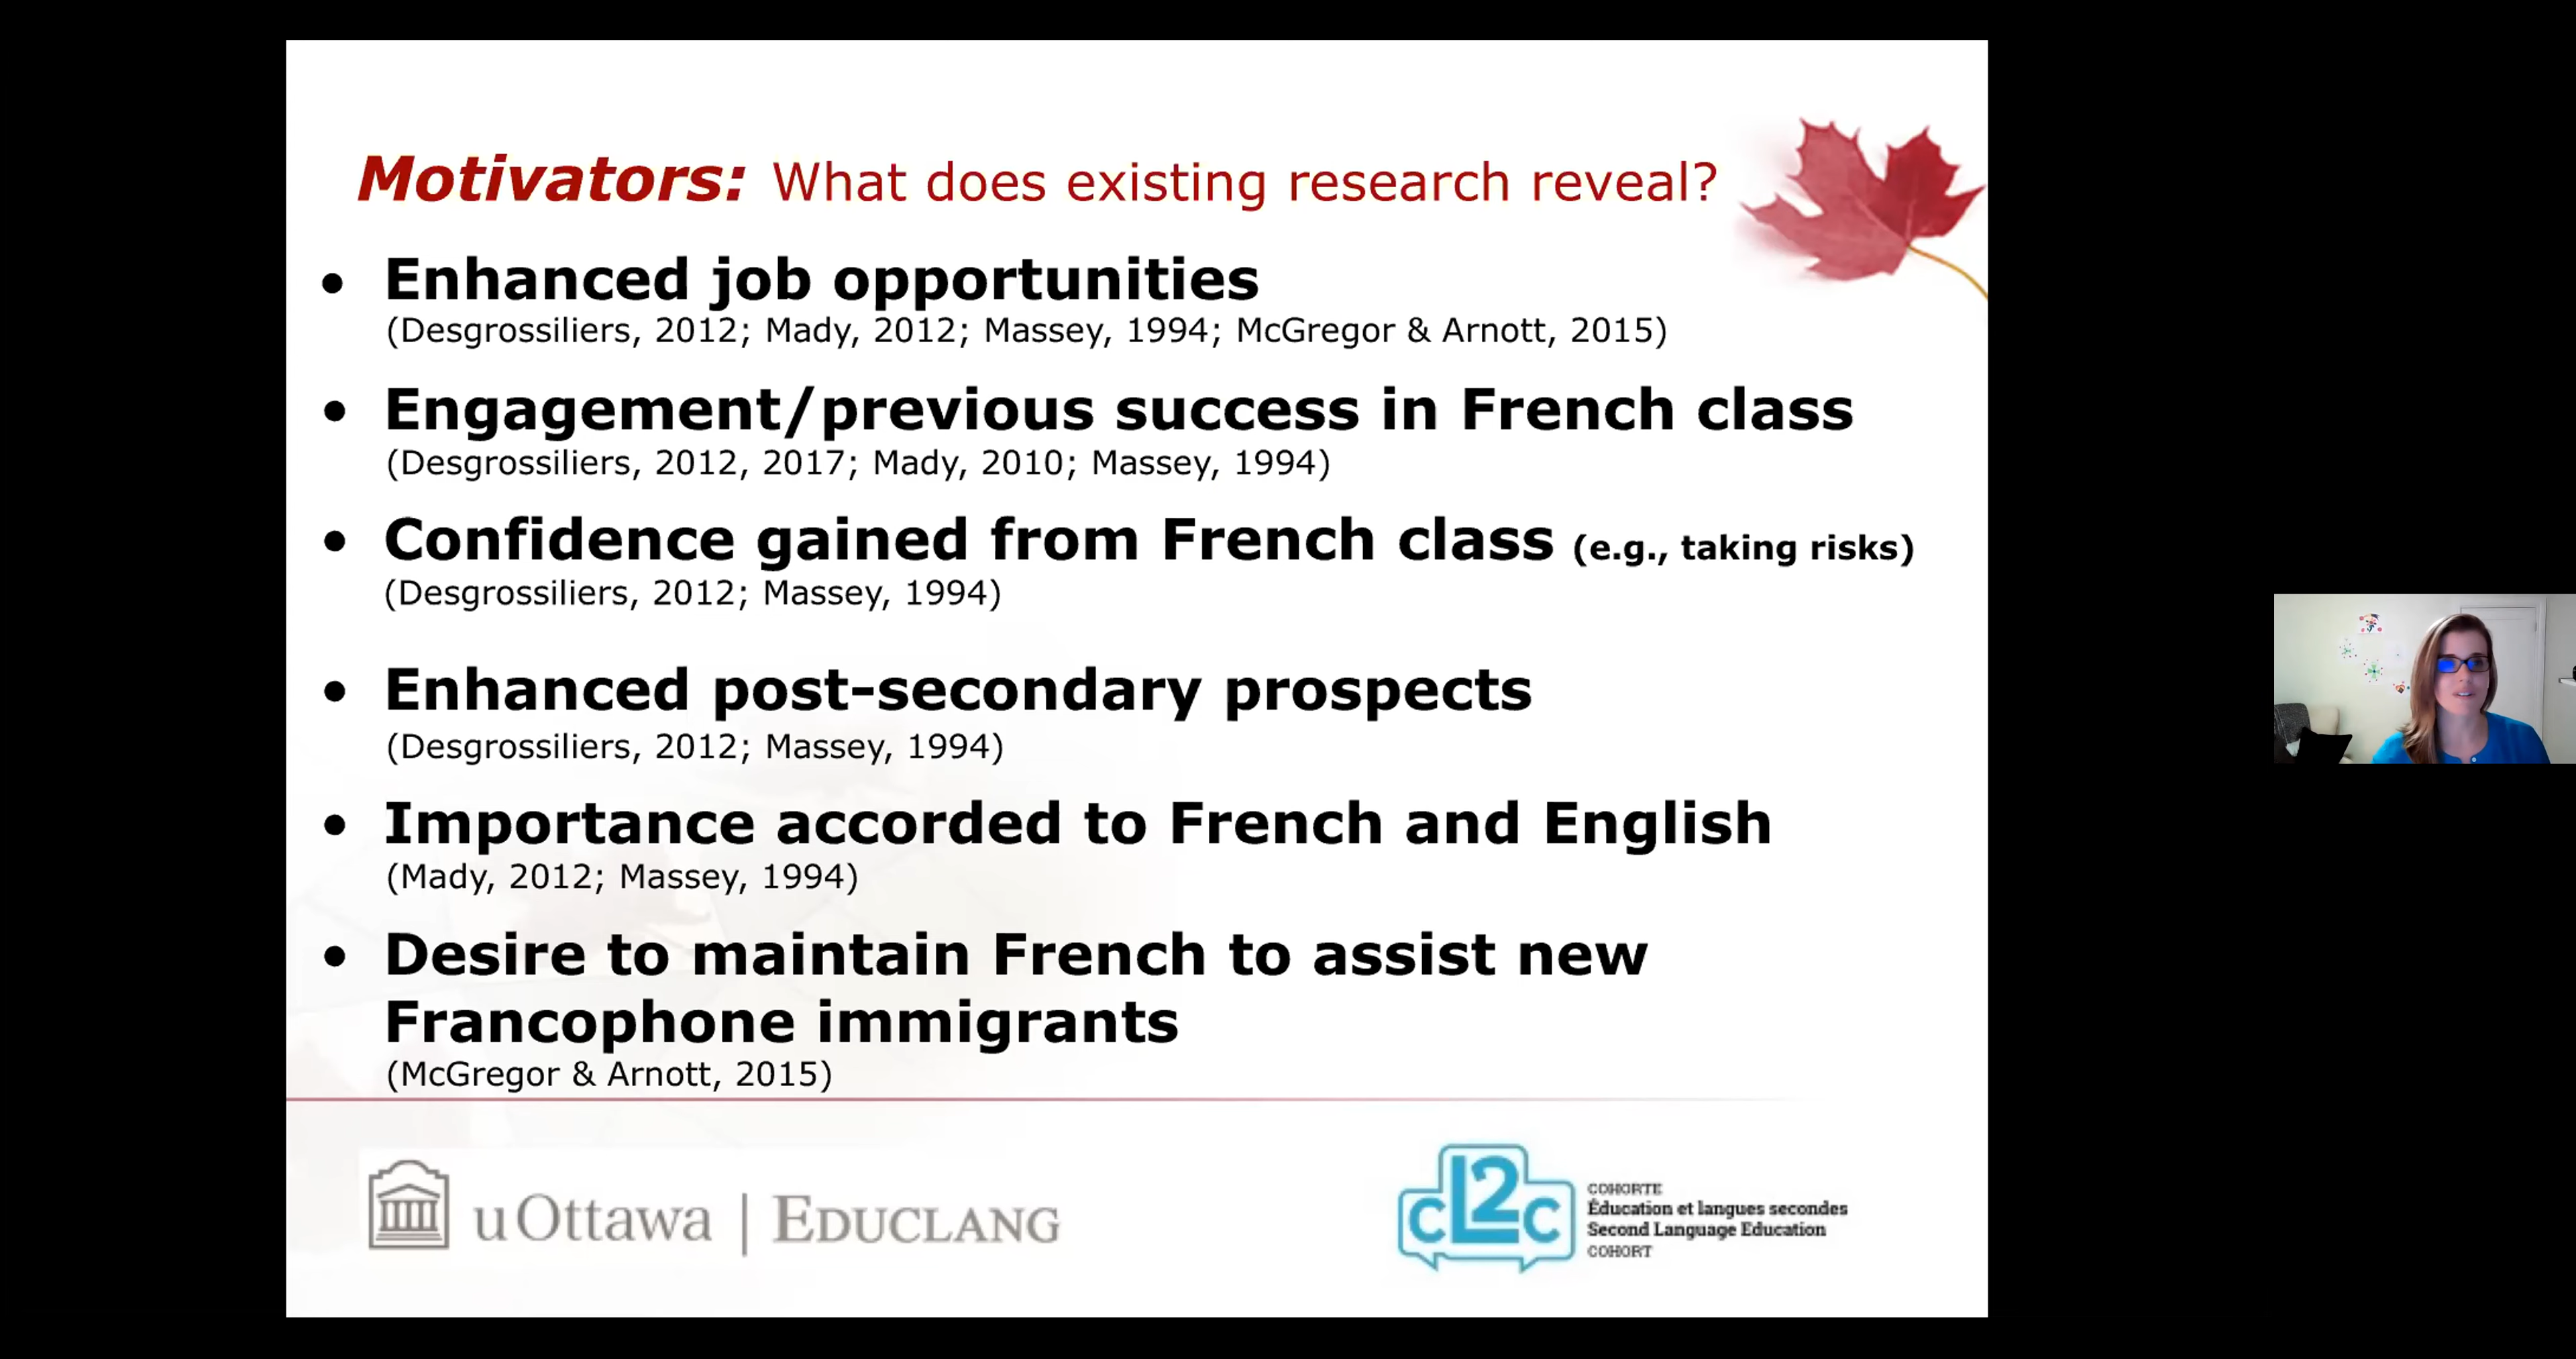 Motivators: What does existing research reveal?
• Enhanced job opportunities
(Desgrossiliers, 2012; Mady, 2012; Massey, 1994; McGregor & Arnott, 2015)
• Engagement/previous success in French class
(Desgrossiliers, 2012, 2017; Mady, 2010; Massey, 1994)
• Confidence gained from French class (e.g., taking risks)
(Desgrossiliers, 2012; Massey, 1994)
• Enhanced post-secondary prospects
(Desgrossiliers, 2012; Massey, 1994)
• Importance accorded to French and English
(Mady, 2012; Massey, 1994)
• Desire to maintain French to assist new
Francophone immigrants
(McGregor & Arnott, 2015)
uOttawa | EDUCLANG
cL2c
COHORTE
Éducation et langues secondes
Second Language Education
COHORT